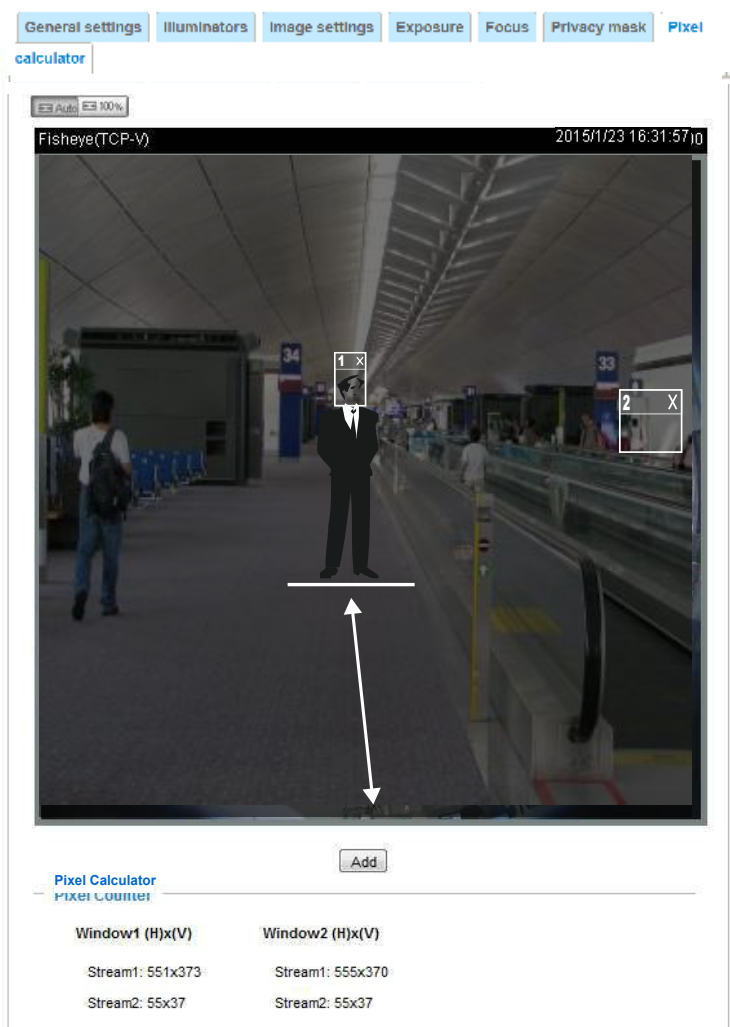 General settings Illuminators Image settings Exposure Focus Privacy mask Pixel
calculator
Auto 100%
Fisheye(TCP-V) 2015/1/23 16:31:57
34
1 X
33
2 X
Add
Pixel Calculator
Pixel Counter
Window1 (H)x(V) Window2 (H)x(V)
Stream1: 551x373 Stream1: 555x370
Stream2: 55x37 Stream2: 55x37